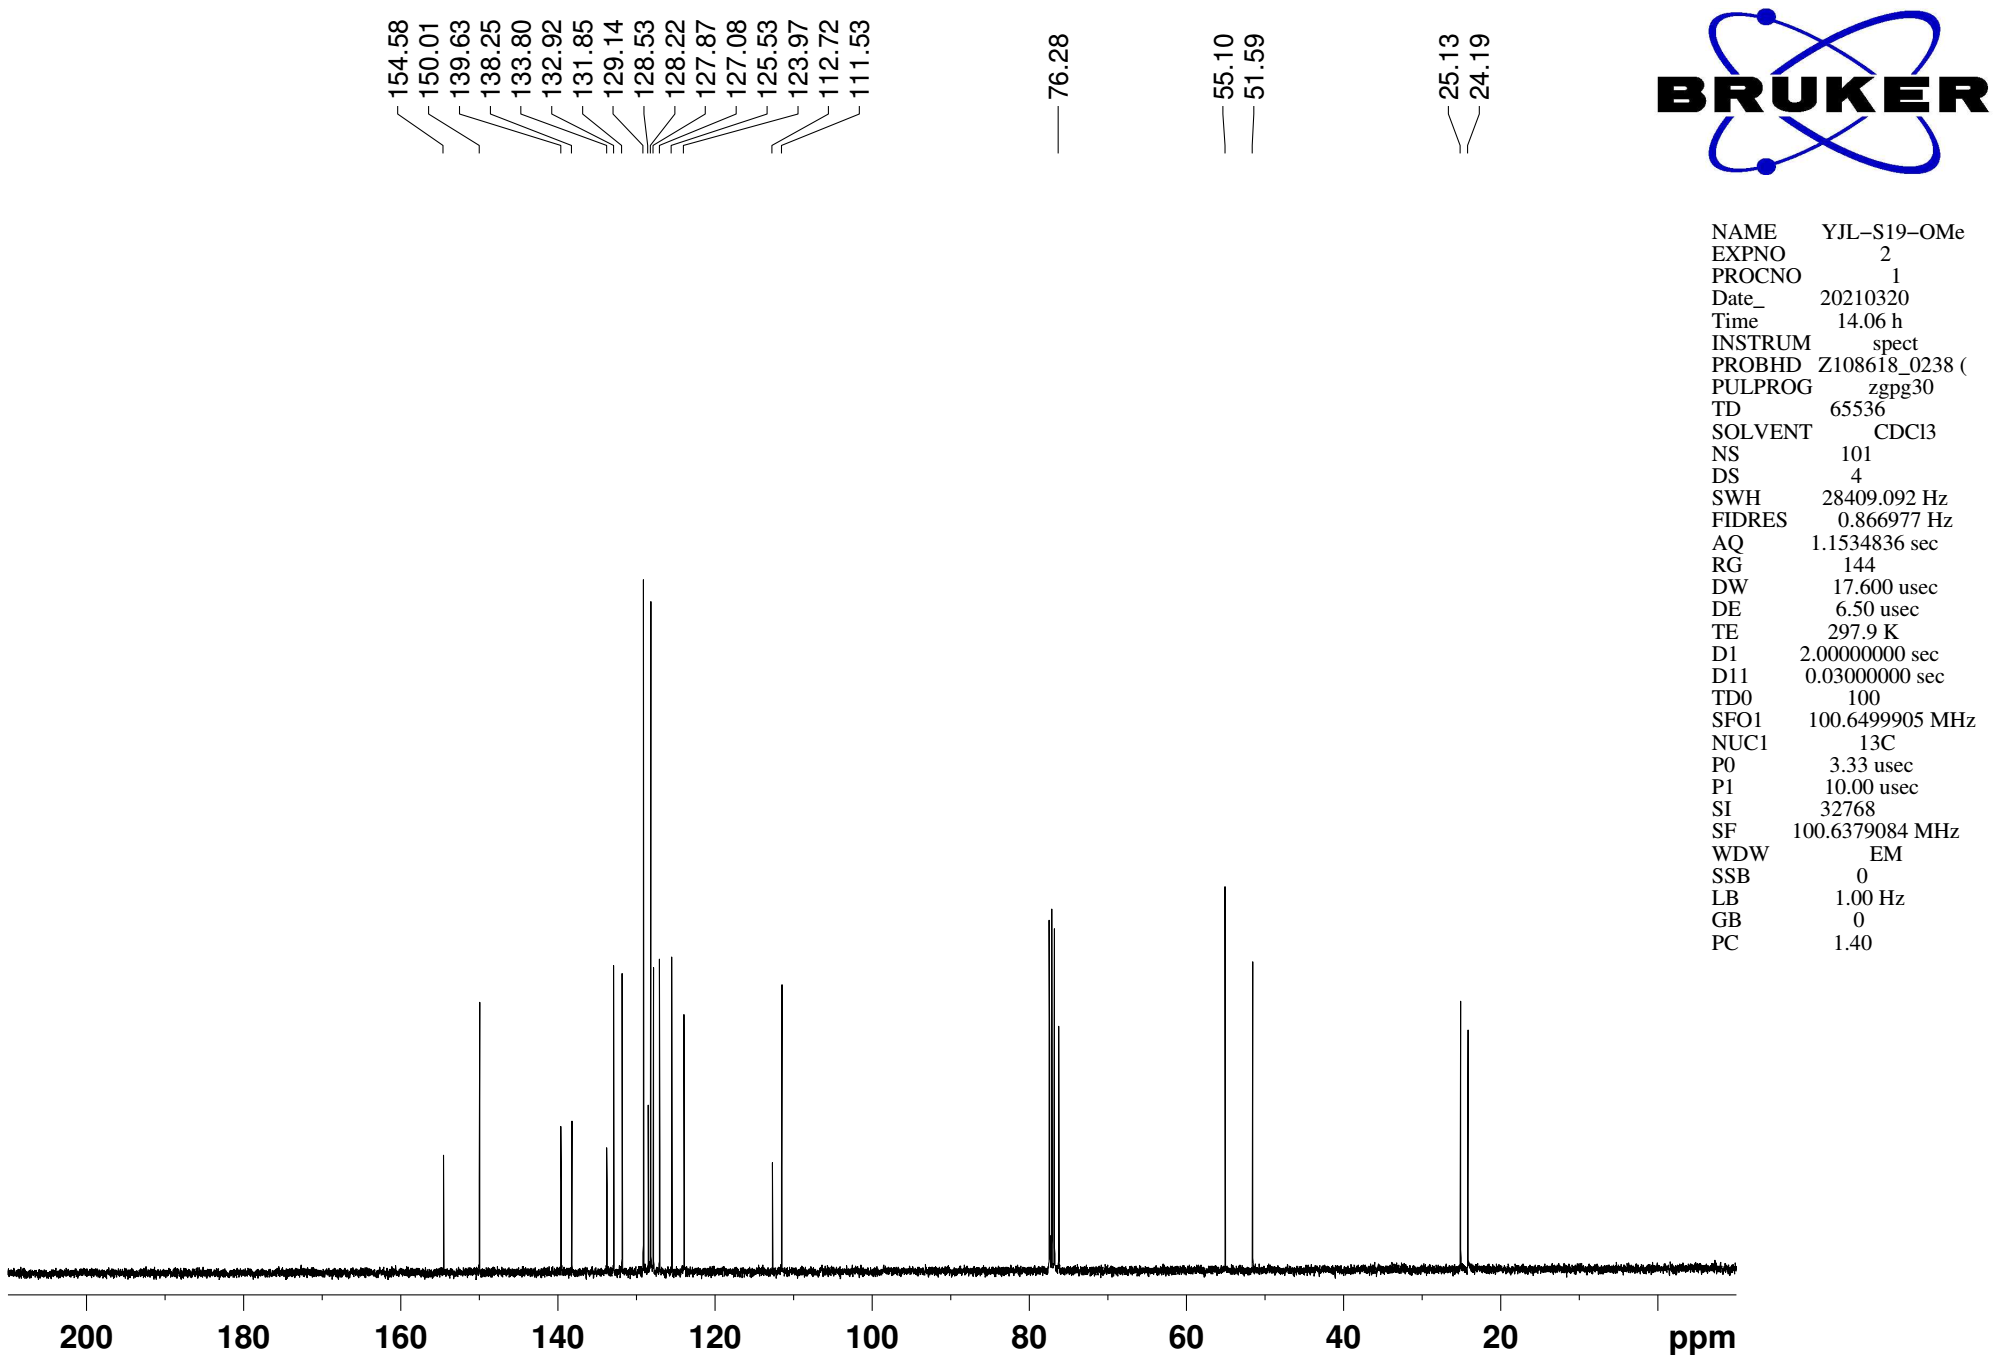 154.58
150.01
139.63
138.25
133.80
132.92
131.85
129.14
128.53
128.22
127.87
127.08
125.53
123.97
112.72
111.53
76.28
55.10
51.59
25.13
24.19
BRUKER
NAME YJL−S19−OMe
EXPNO 2
PROCNO 1
Date_ 20210320
Time 14.06 h
INSTRUM spect
PROBHD Z108618_0238 (
PULPROG zgpg30
TD 65536
SOLVENT CDCl3
NS 101
DS 4
SWH 28409.092 Hz
FIDRES 0.866977 Hz
AQ 1.1534836 sec
RG 144
DW 17.600 usec
DE 6.50 usec
TE 297.9 K
D1 2.00000000 sec
D11 0.03000000 sec
TD0 100
SFO1 100.6499905 MHz
NUC1 13C
P0 3.33 usec
P1 10.00 usec
SI 32768
SF 100.6379084 MHz
WDW EM
SSB 0
LB 1.00 Hz
GB 0
PC 1.40
200 180 160 140 120 100 80 60 40 20 ppm